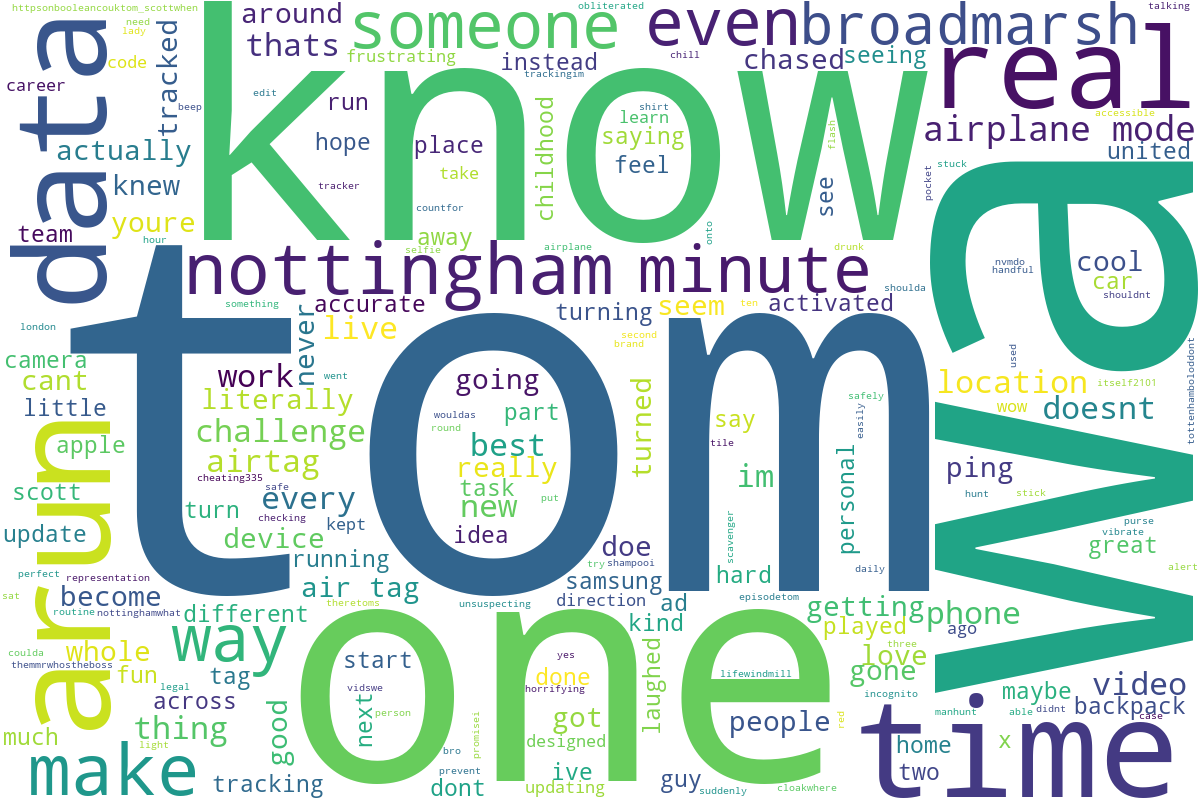 httpsonbooleancouktom_scottwhen
need
lady
code
career
data
tracked
beep
around
thats
someone
frustrating
obliterated
instead
trackingim
even
broadmarsh
chill
chased
seeing
talking
real
accessible
airplane mode
united
actually
knew
youre
team
hour
know
edit
run
hope
tracker
place
take
countfor
away
selfie
childhood
airplane
shirt
learn
saying
feel
onto
see
flash
drunk
stuck
pocket
wa
nvmdo
handful
cool
car
shouldnt
nottingham
minute
something
accurate
turning
seem
activated
shoulda
london
never
live
second
brand
ten
used
tottenhamboloddont
camera
cant
little
apple
scott
update
arun
tom
work
went
literally
challenge
airtag
cheating335
safe
every
turn
checking
kept
device
running
air tag
going
wouldas
part
round
best
really
task
put
new
idea
turned
say
tile
im
safely
easily
personal
scavenger
hard
daily
location
itself2101
wow
doesnt
ping
hunt
stick
purse
vibrate
great
alert
doe
try
shampooi
samsung
direction
ad
kind
episodetom
perfect
representation
sat
become
routine
nottinghamwhat
different
theretoms
unsuspecting
getting
phone
played
ago
three
love
gone
coulda
whole
themmrwhostheboss
fun
legal
tag
across
way
one
start
vidswe
person
next
yes
done
horrifying
got
designed
laughed
lifewindmill
people
red
incognito
manhunt
able
didnt
maybe
video
backpack
case
much
thing
light
good
make
tracking
bro
prevent
promisei
dont
ive
updating
guy
suddenly
cloakwhere
time
home
two
x